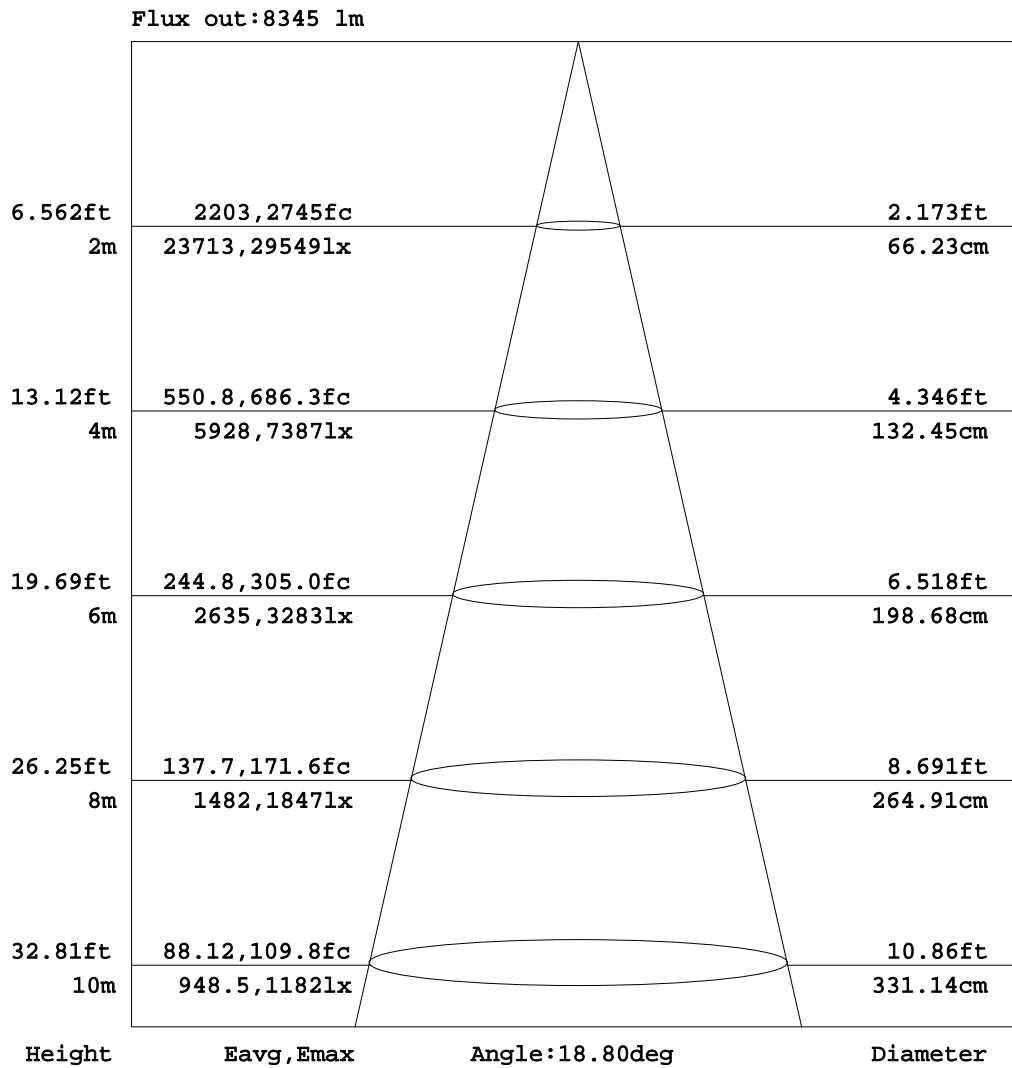 Flux out:8345 lm
6.562ft 2203,2745fc 2.173ft
2m 23713,29549lx 66.23cm
13.12ft 550.8,686.3fc 4.346ft
4m 5928,7387lx 132.45cm
19.69ft 244.8,305.0fc 6.518ft
6m 2635,3283lx 198.68cm
26.25ft 137.7,171.6fc 8.691ft
8m 1482,1847lx 264.91cm
32.81ft 88.12,109.8fc 10.86ft
10m 948.5,1182lx 331.14cm
Height Eavg,Emax Angle:18.80deg Diameter